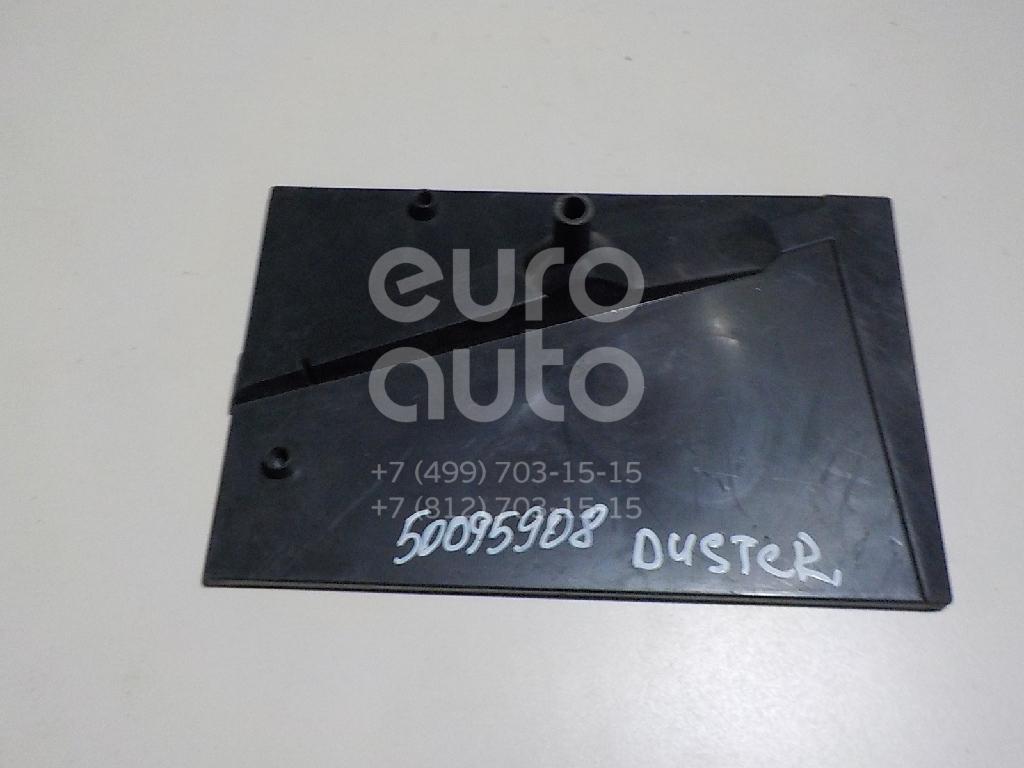 euro
auto
+7 (499) 703-15-15
+7 (812) 703-15-15
50095908 DUSTER